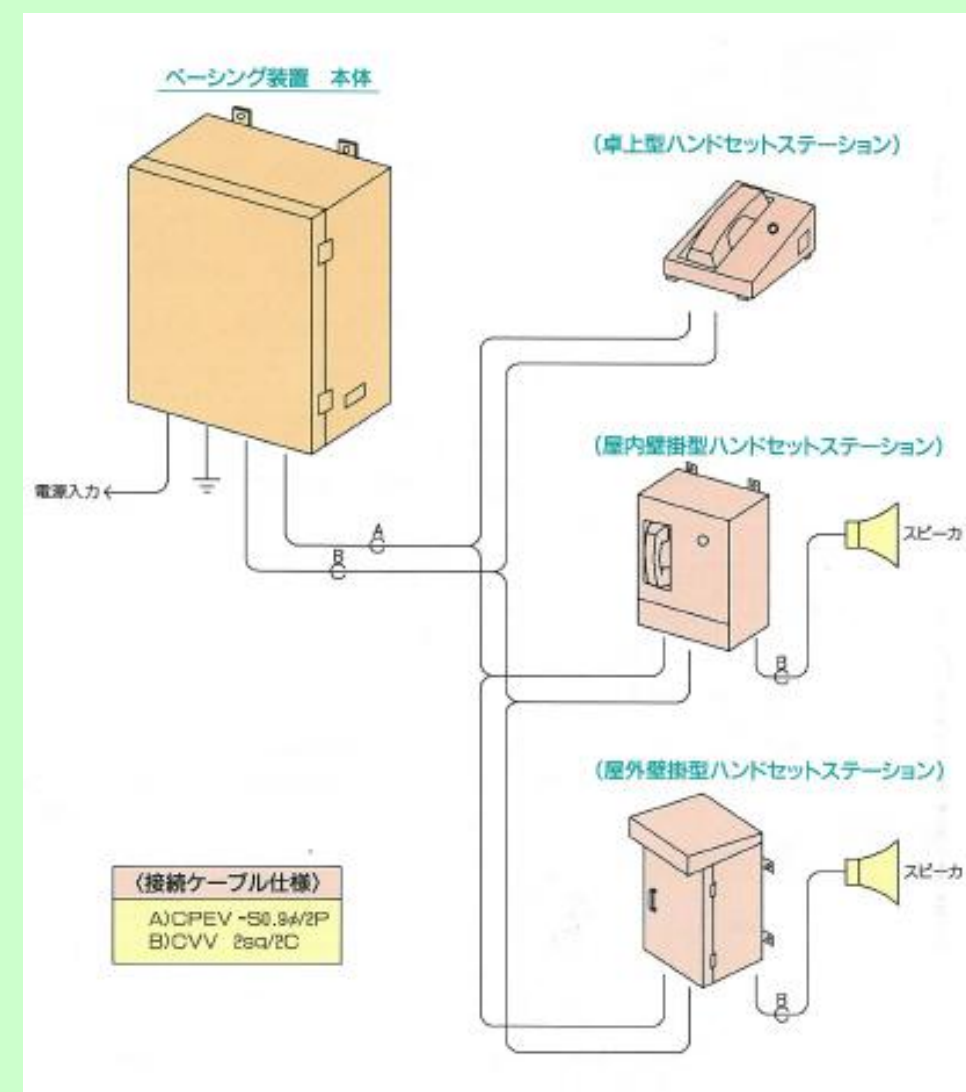 ペーシング装置 本体
(卓上型ハンドセットステーション)
(屋内壁掛型ハンドセットステーション)
電源入力
A
スピーカ
B
B
(屋外壁掛型ハンドセットステーション)
スピーカ
〈接続ケーブル仕様〉
A)CPEV-S0.9φ/2P
B)CVV 2sq/2C
B